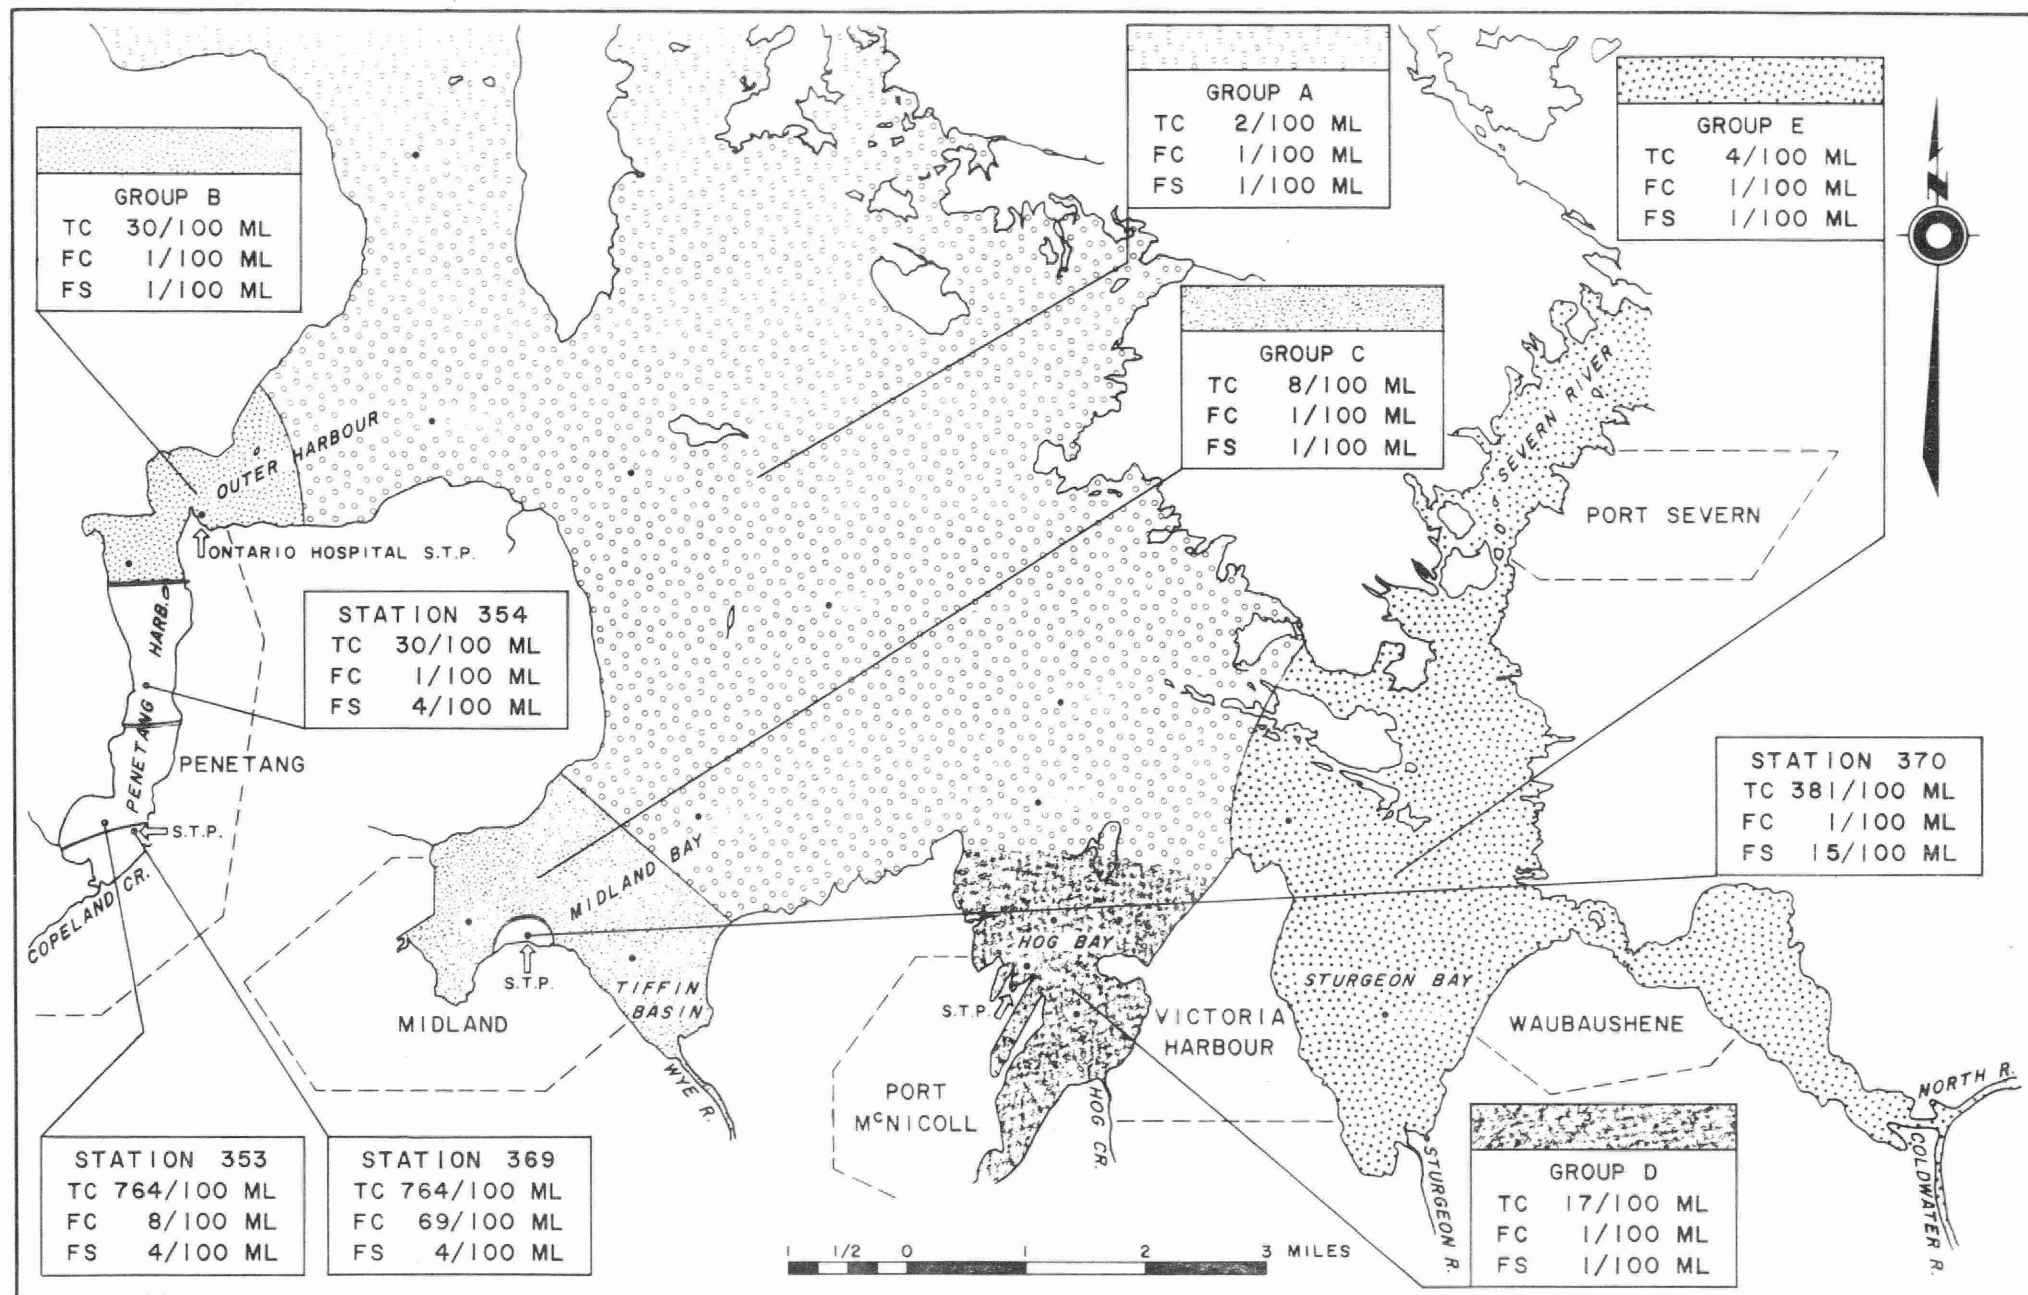 GROUP A
TC 2/100 ML
FC 1/100 ML
FS 1/100 ML
GROUP E
TC 4/100 ML
FC 1/100 ML
FS 1/100 ML
GROUP B
TC 30/100 ML
FC 1/100 ML
FS 1/100 ML
N
GROUP C
TC 8/100 ML
FC 1/100 ML
FS 1/100 ML
SEVERN RIVER
OUTER HARBOUR
PORT SEVERN
ONTARIO HOSPITAL S.T.P.
STATION 354
TC 30/100 ML
FC 1/100 ML
FS 4/100 ML
PENETANG HARB.
PENETANG
STATION 370
TC 381/100 ML
FC 1/100 ML
FS 15/100 ML
S.T.P.
COPELAND CR.
MIDLAND BAY
HOG BAY
S.T.P.
TIFFIN
BASIN
STURGEON BAY
S.T.P.
MIDLAND
VICTORIA
HARBOUR
WAUBAUSHENE
WYE R.
PORT
McNICOLL
HOG CR.
NORTH R.
COLDWATER R.
STURGEON R.
STATION 353
TC 764/100 ML
FC 8/100 ML
FS 4/100 ML
STATION 369
TC 764/100 ML
FC 69/100 ML
FS 4/100 ML
GROUP D
TC 17/100 ML
FC 1/100 ML
FS 1/100 ML
1 1/2 0 1 2 3 MILES